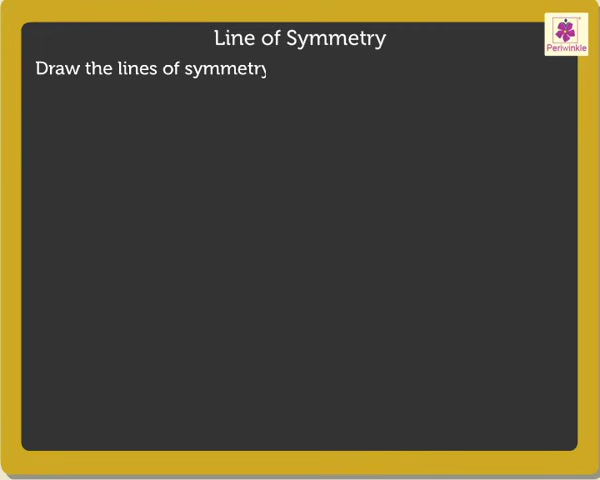 Line of Symmetry
Periwinkle
Draw the lines of symmetry